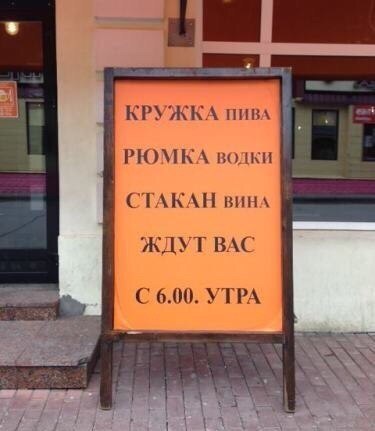 КРУЖКА ПИВА
РЮМКА ВОДКИ
СТАКАН ВИНА
ЖДУТ ВАС
С 6.00. УТРА